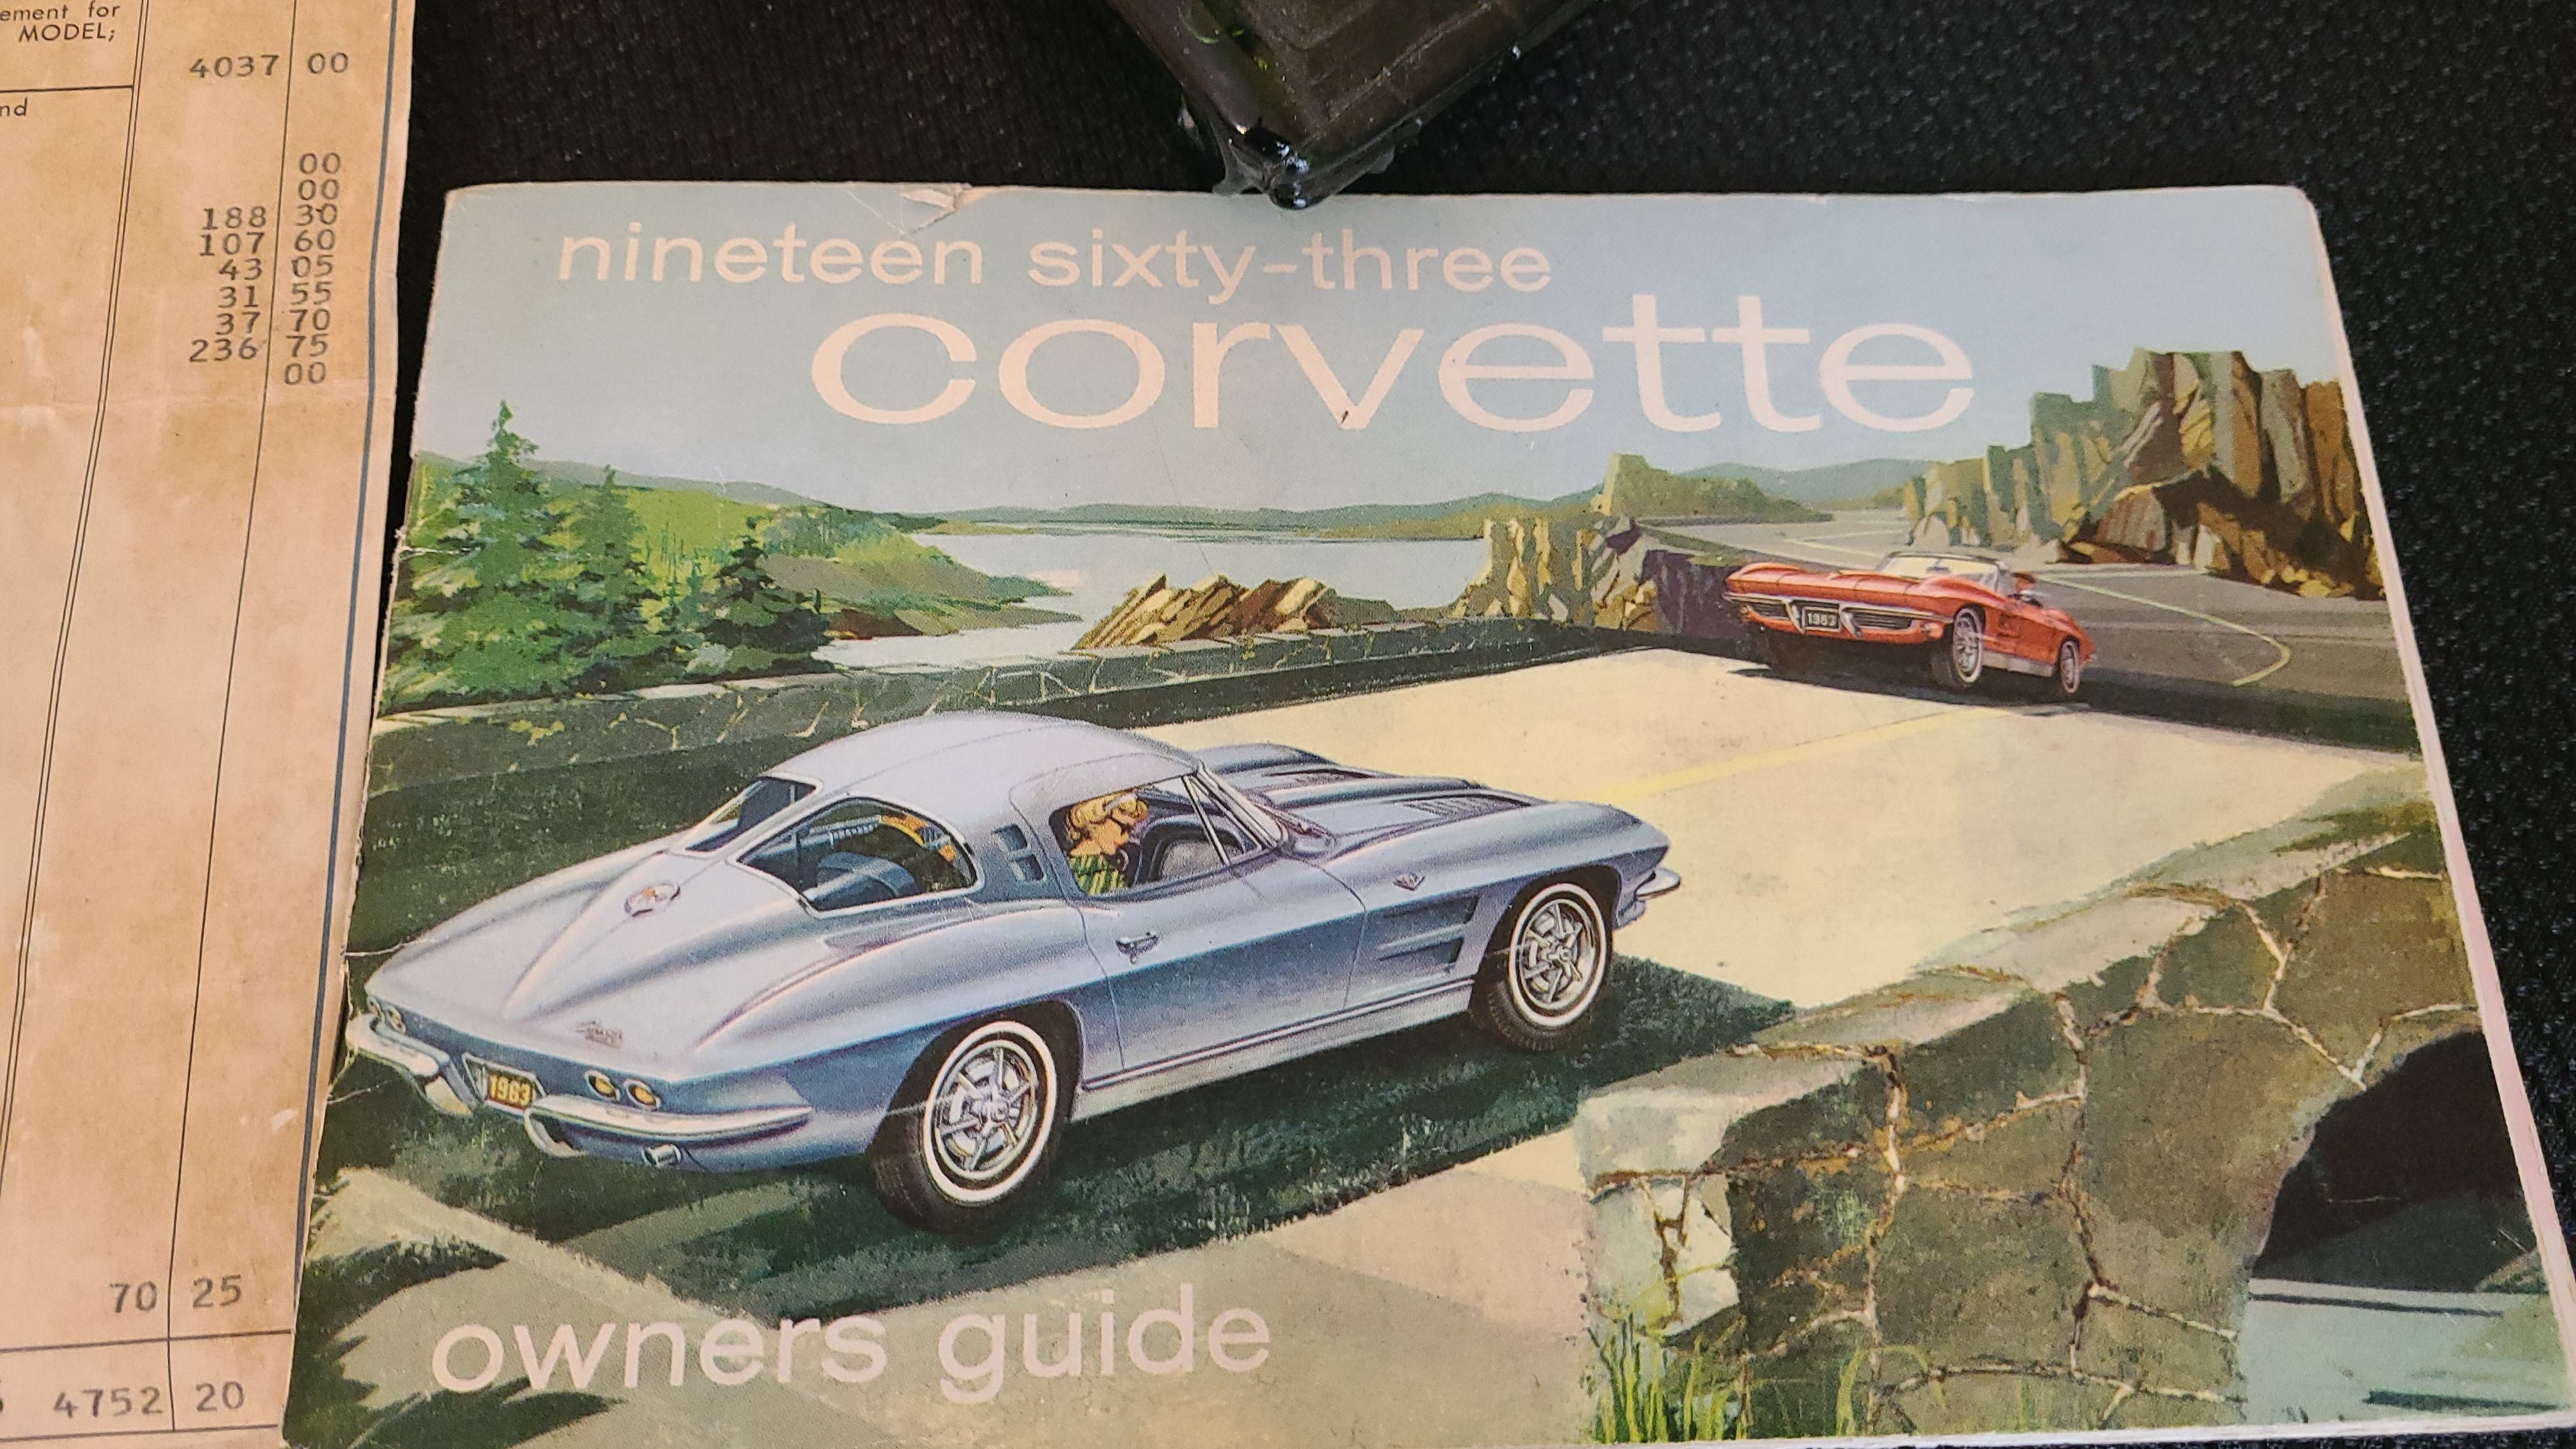 ement for
MODEL;
4037 00
nd
00
00
188 30
107 60
43 05
31 55
37 70
236 75
00
70 25
4752 20
nineteen sixty-three
corvette
1963
1963
owners guide